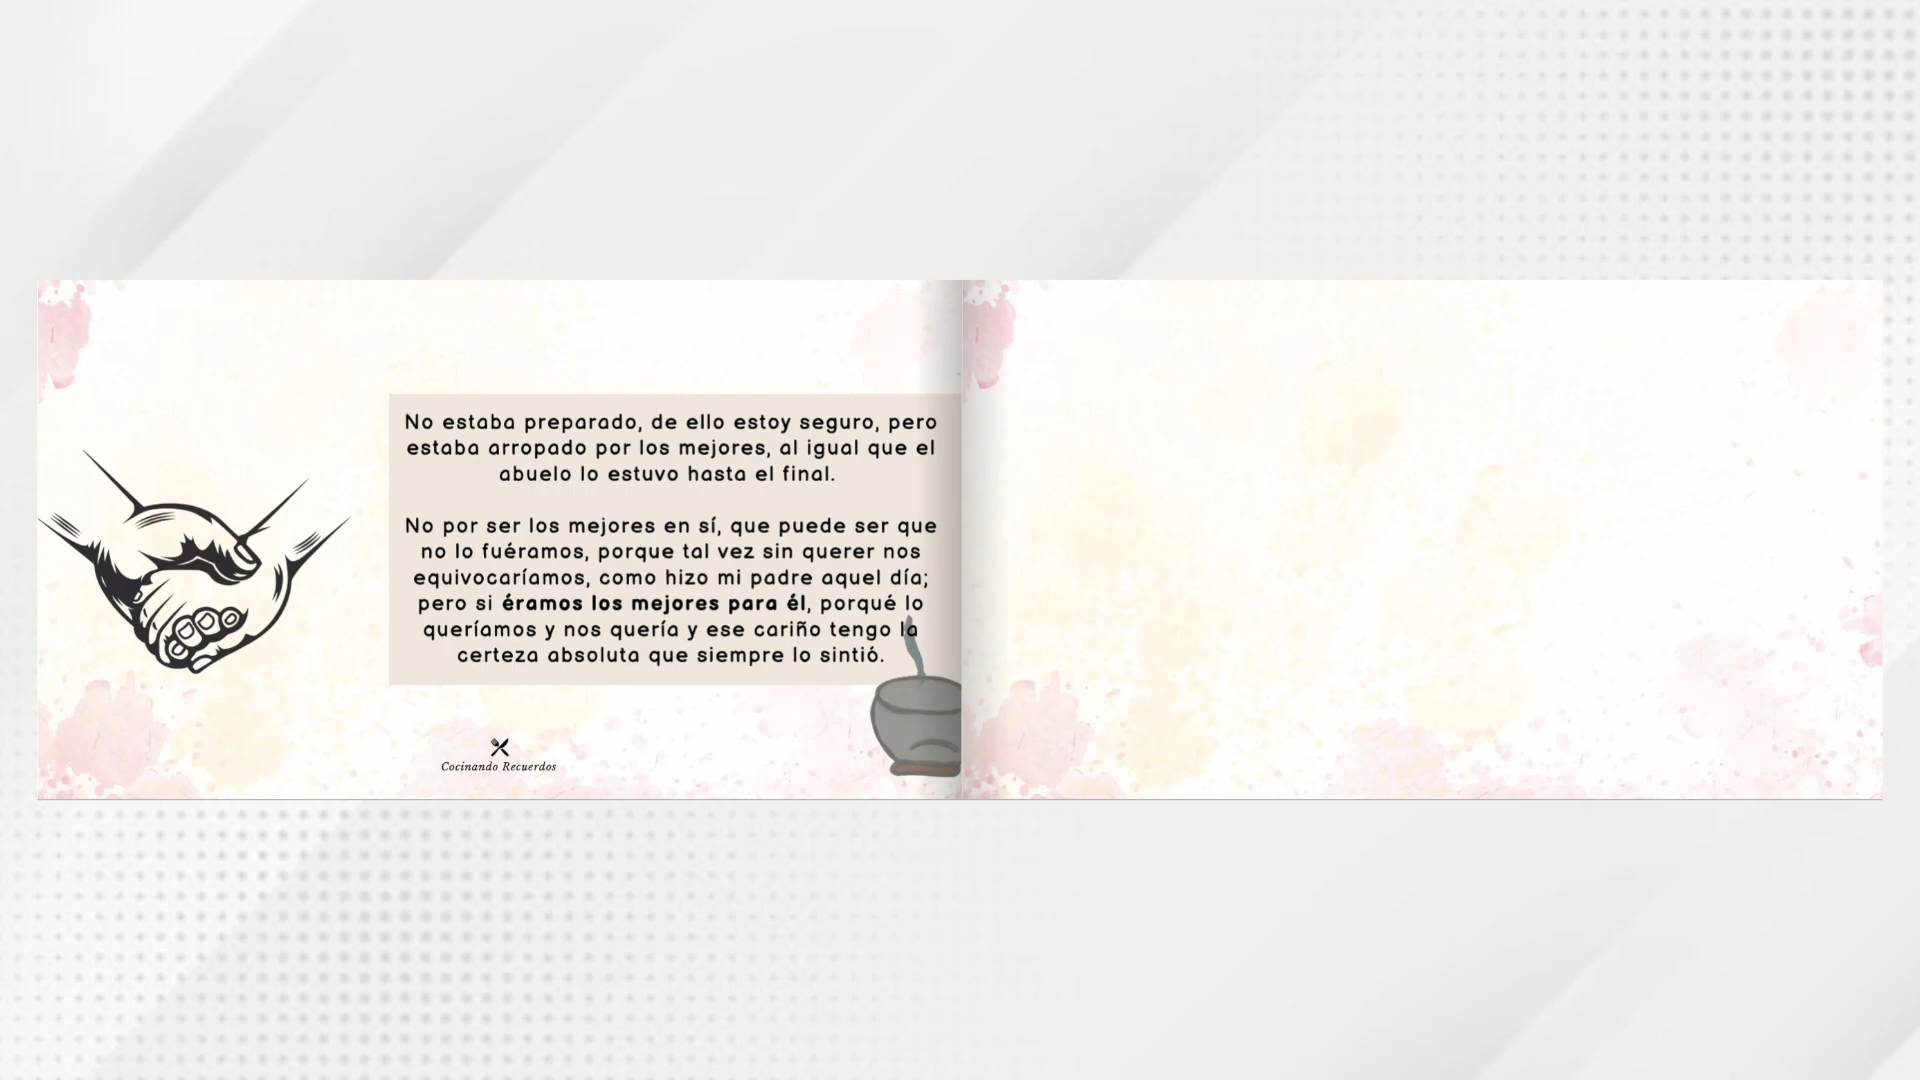 No estaba preparado, de ello estoy seguro, pero
estaba arropado por los mejores, al igual que el
abuelo lo estuvo hasta el final.
No por ser los mejores en sí, que puede ser que
no lo fuéramos, porque tal vez sin querer nos
equivocaríamos, como hizo mi padre aquel día;
pero si éramos los mejores para él, porqué lo
queríamos y nos quería y ese cariño tengo la
certeza absoluta que siempre lo sintió.
Cocinando Recuerdos